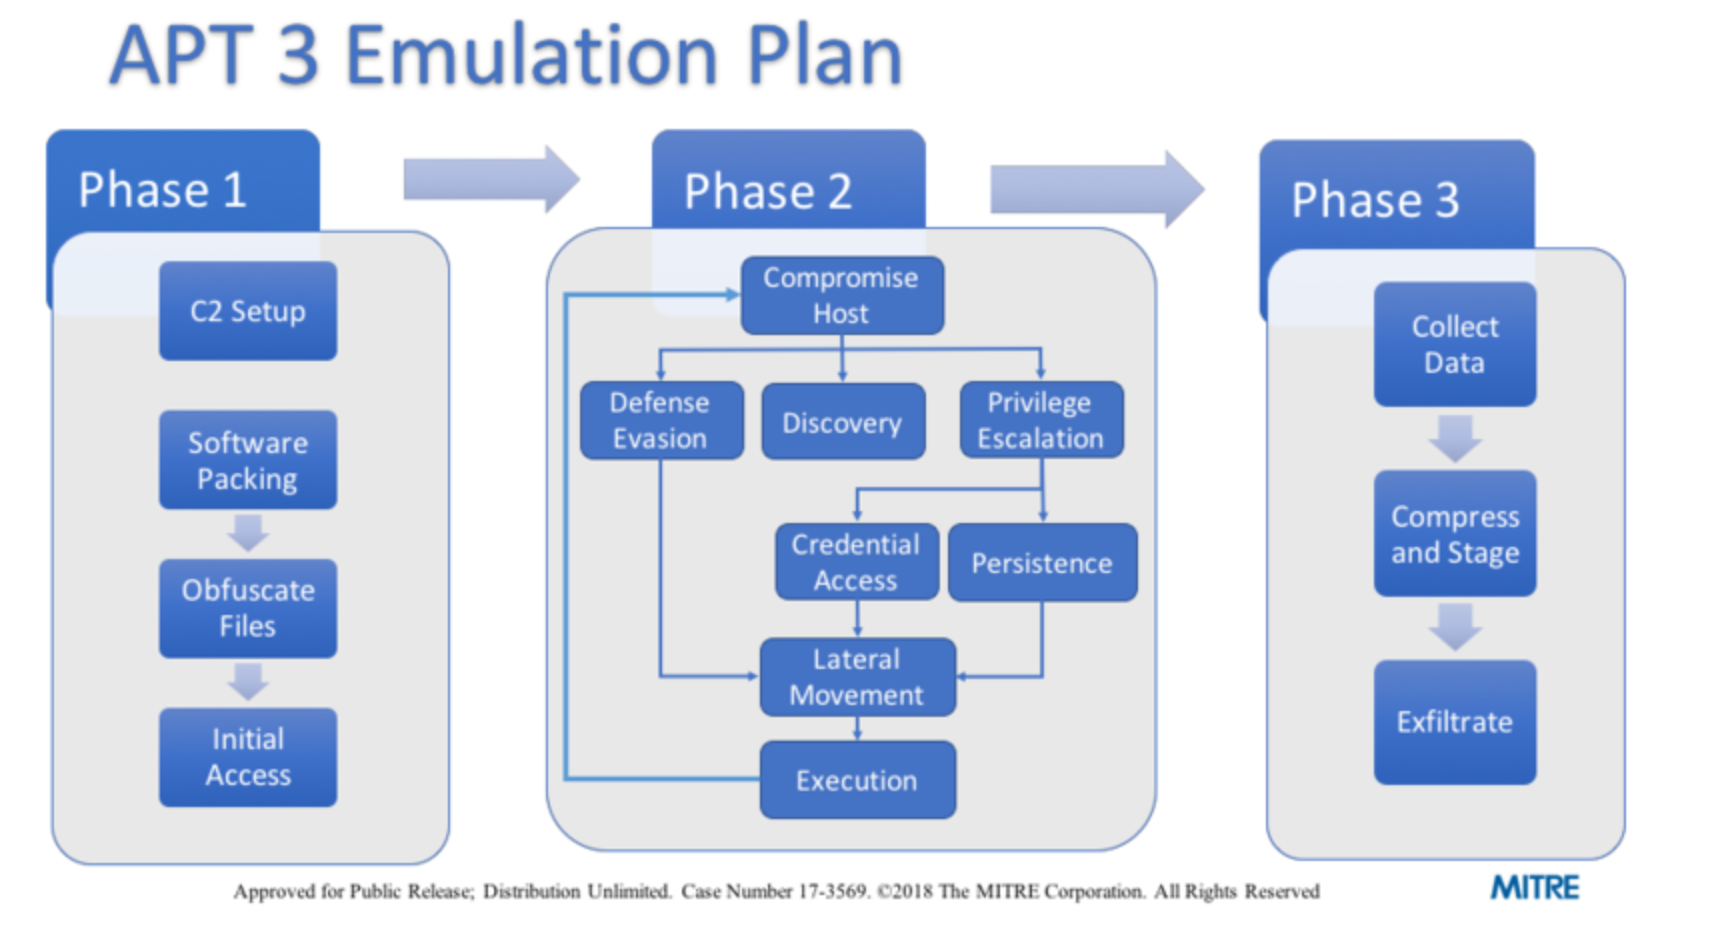 APT 3 Emulation Plan
Phase 1
C2 Setup
Software
Packing
Obfuscate
Files
Initial
Access
Phase 2
Compromise
Host
Defense
Evasion
Discovery
Privilege
Escalation
Credential
Access
Persistence
Lateral
Movement
Execution
Phase 3
Collect
Data
Compress
and Stage
Exfiltrate
Approved for Public Release; Distribution Unlimited. Case Number 17-3569. ©2018 The MITRE Corporation. All Rights Reserved
MITRE